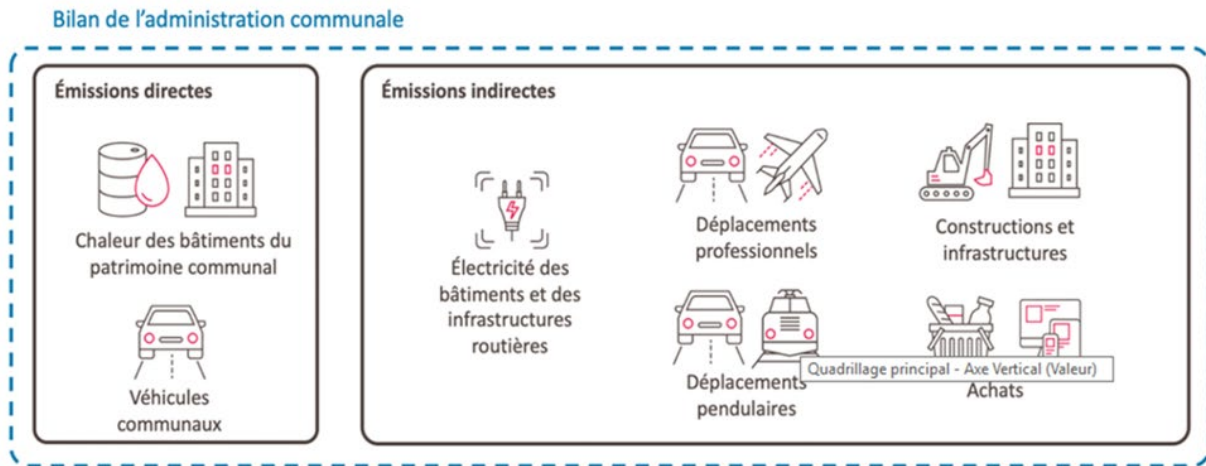 Bilan de l'administration communale
Émissions directes
Chaleur des bâtiments du
patrimoine communal
Véhicules
communaux
Émissions indirectes
Électricité des
bâtiments et des
infrastructures
routières
Déplacements
professionnels
Déplacements
pendulaires
Constructions et
infrastructures
Quadrillage principal - Axe Vertical (Valeur)
Achats